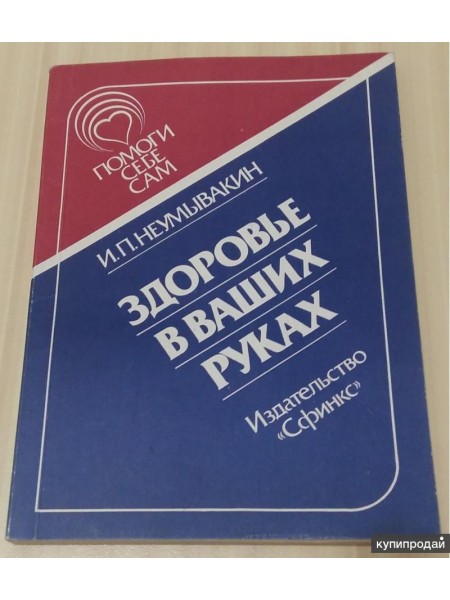 ПОМОГИ
СЕБЕ
САМ
И.П.НЕУМЫВАКИН
ЗДОРОВЬЕ
В ВАШИХ
РУКАХ
Издательство
«Сфинкс»
купипродай